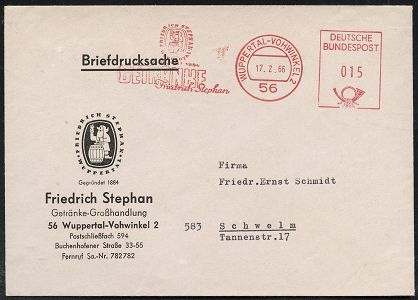 FRIEDRICH STEPHAN
Briefdrucksache
GETRÄNKE
Friedrich Stephan
WUPPERTAL-VOHWINKEL 2
17.2.66
56
DEUTSCHE
BUNDESPOST
015
FRIEDRICH STEPHAN
WUPPERTAL
Gegründet 1884
Friedrich Stephan
Getränke-Großhandlung
56 Wuppertal-Vohwinkel 2
Postschließfach 594
Buchenhofener Straße 33-55
Fernruf Sa.-Nr. 782782
Firma
Friedr.Ernst Schmidt
583 Schwelm
Tannenstr.17